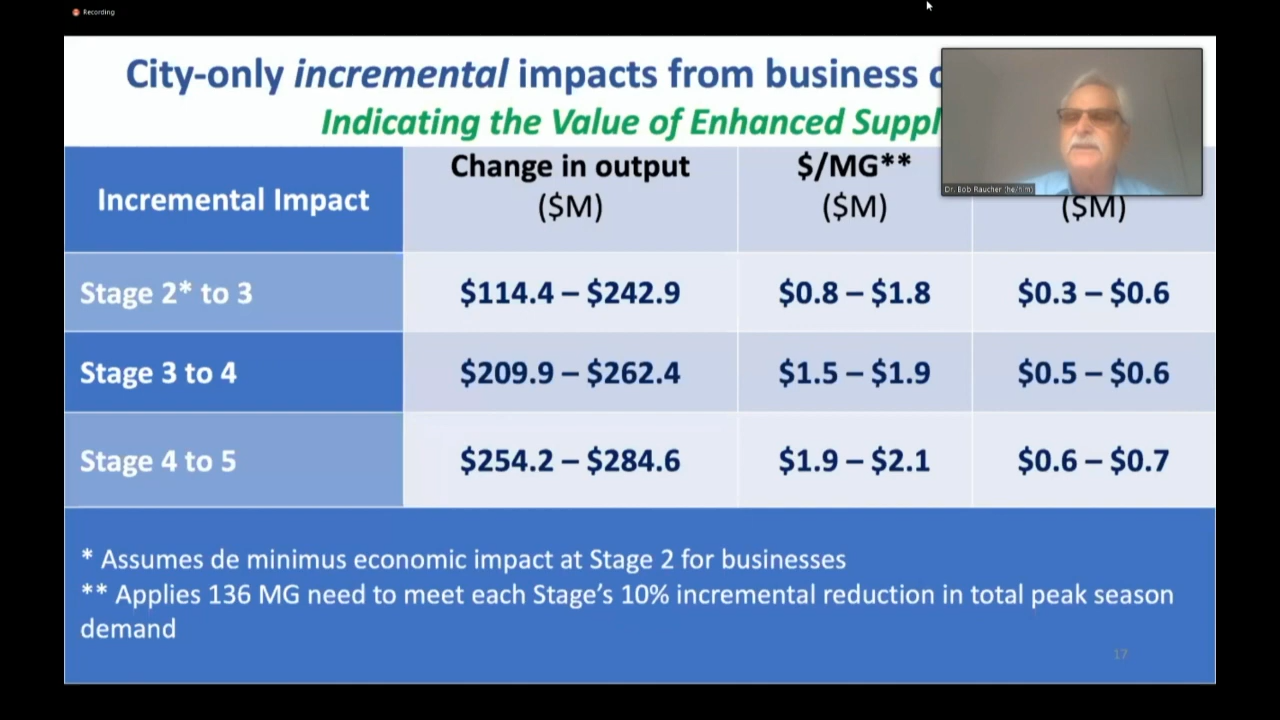 Recording
City-only incremental impacts from business
Indicating the Value of Enhanced
Dr. Bob Raucher (he/him)
Incremental Impact
Change in output
($M)
$/MG**
($M)
($M)
Stage 2* to 3
$114.4 – $242.9
$0.8 – $1.8
$0.3 – $0.6
Stage 3 to 4
$209.9 – $262.4
$1.5 – $1.9
$0.5 – $0.6
Stage 4 to 5
$254.2 – $284.6
$1.9 – $2.1
$0.6 – $0.7
* Assumes de minimus economic impact at Stage 2 for businesses
** Applies 136 MG need to meet each Stage’s 10% incremental reduction in total peak season
demand
17